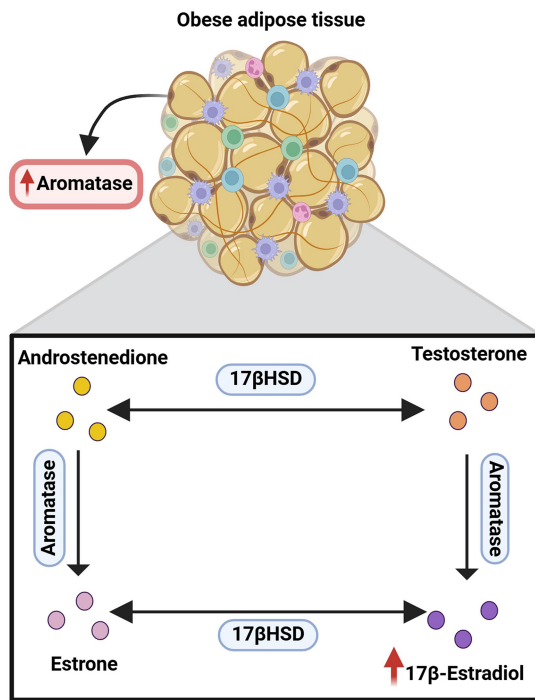 Obese adipose tissue
Aromatase
Androstenedione
Testosterone
17βHSD
Aromatase
Aromatase
17βHSD
Estrone
17β-Estradiol